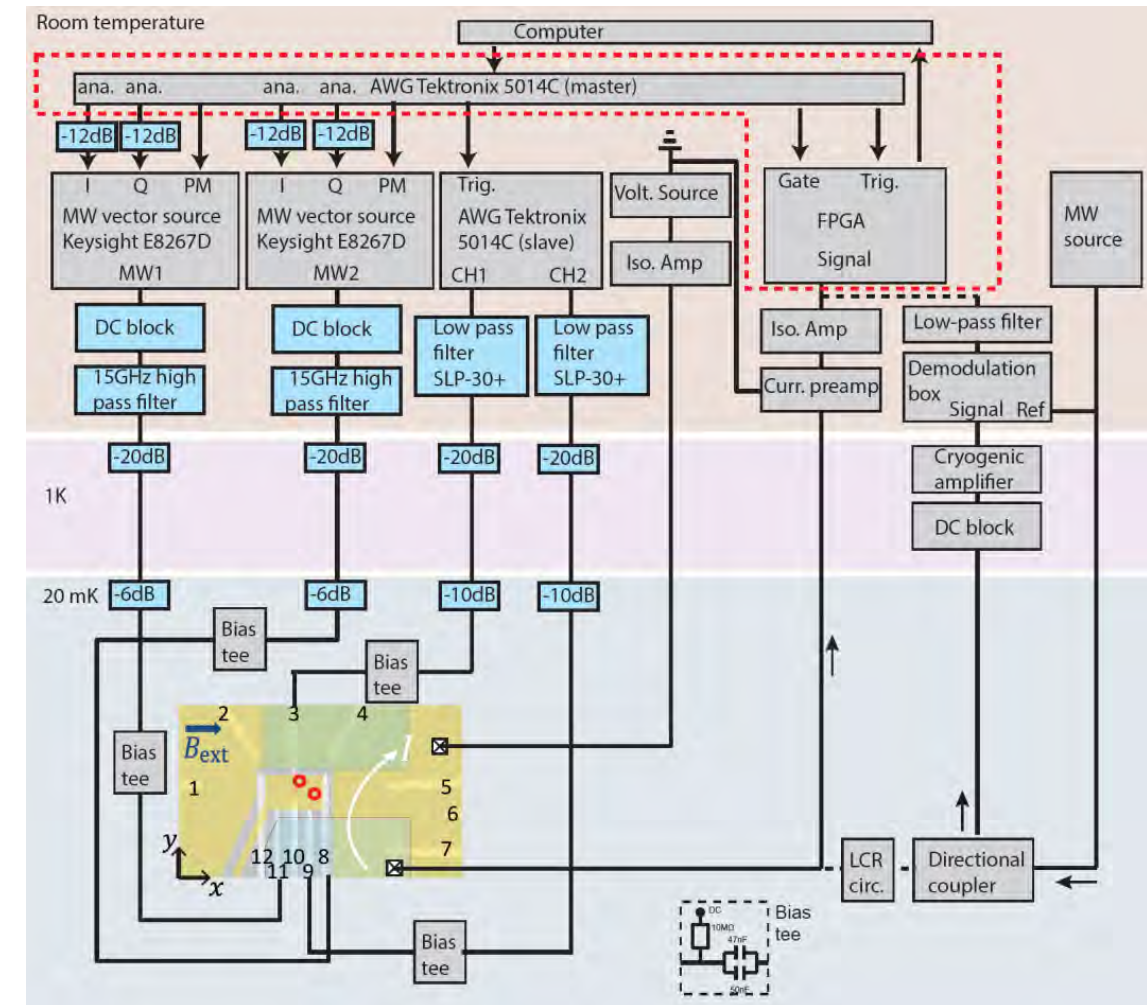 Room temperature
Computer
ana. ana. ana. ana. AWG Tektronix 5014C (master)
-12dB -12dB -12dB -12dB
I Q PM
MW vector source
Keysight E8267D
MW1
I Q PM
MW vector source
Keysight E8267D
MW2
Trig.
AWG Tektronix
5014C (slave)
CH1 CH2
Volt. Source
Iso. Amp
Gate Trig.
FPGA
Signal
MW
source
DC block
15GHz high
pass filter
DC block
15GHz high
pass filter
Low pass
filter
SLP-30+
Low pass
filter
SLP-30+
Iso. Amp
Curr. preamp
Low-pass filter
Demodulation
box
Signal Ref
-20dB -20dB -20dB -20dB
Cryogenic
amplifier
DC block
1K
20 mK
-6dB -6dB -10dB -10dB
Bias
tee
Bias
tee
Bias
tee
2 3 4
Bext
I
1 5
6
7
y
x
12 10 8
11 9
LCR
circ.
Directional
coupler
Bias
tee
DC
10MΩ
47nF
50nF
Bias
tee